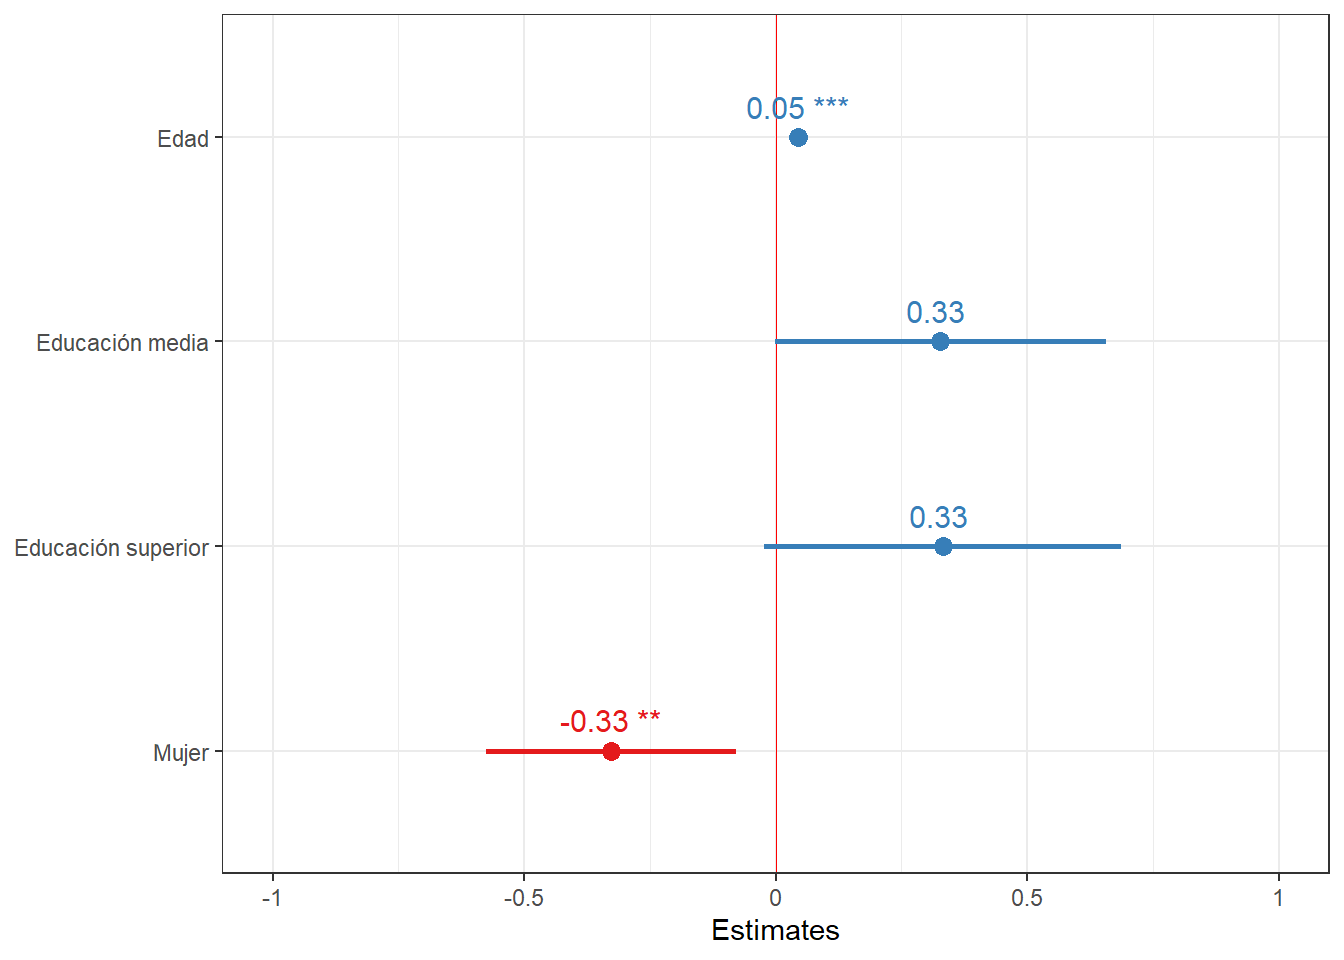 0.05 ***
Edad
0.33
Educación media
0.33
Educación superior
-0.33 **
Mujer
-1 -0.5 0 0.5 1
Estimates